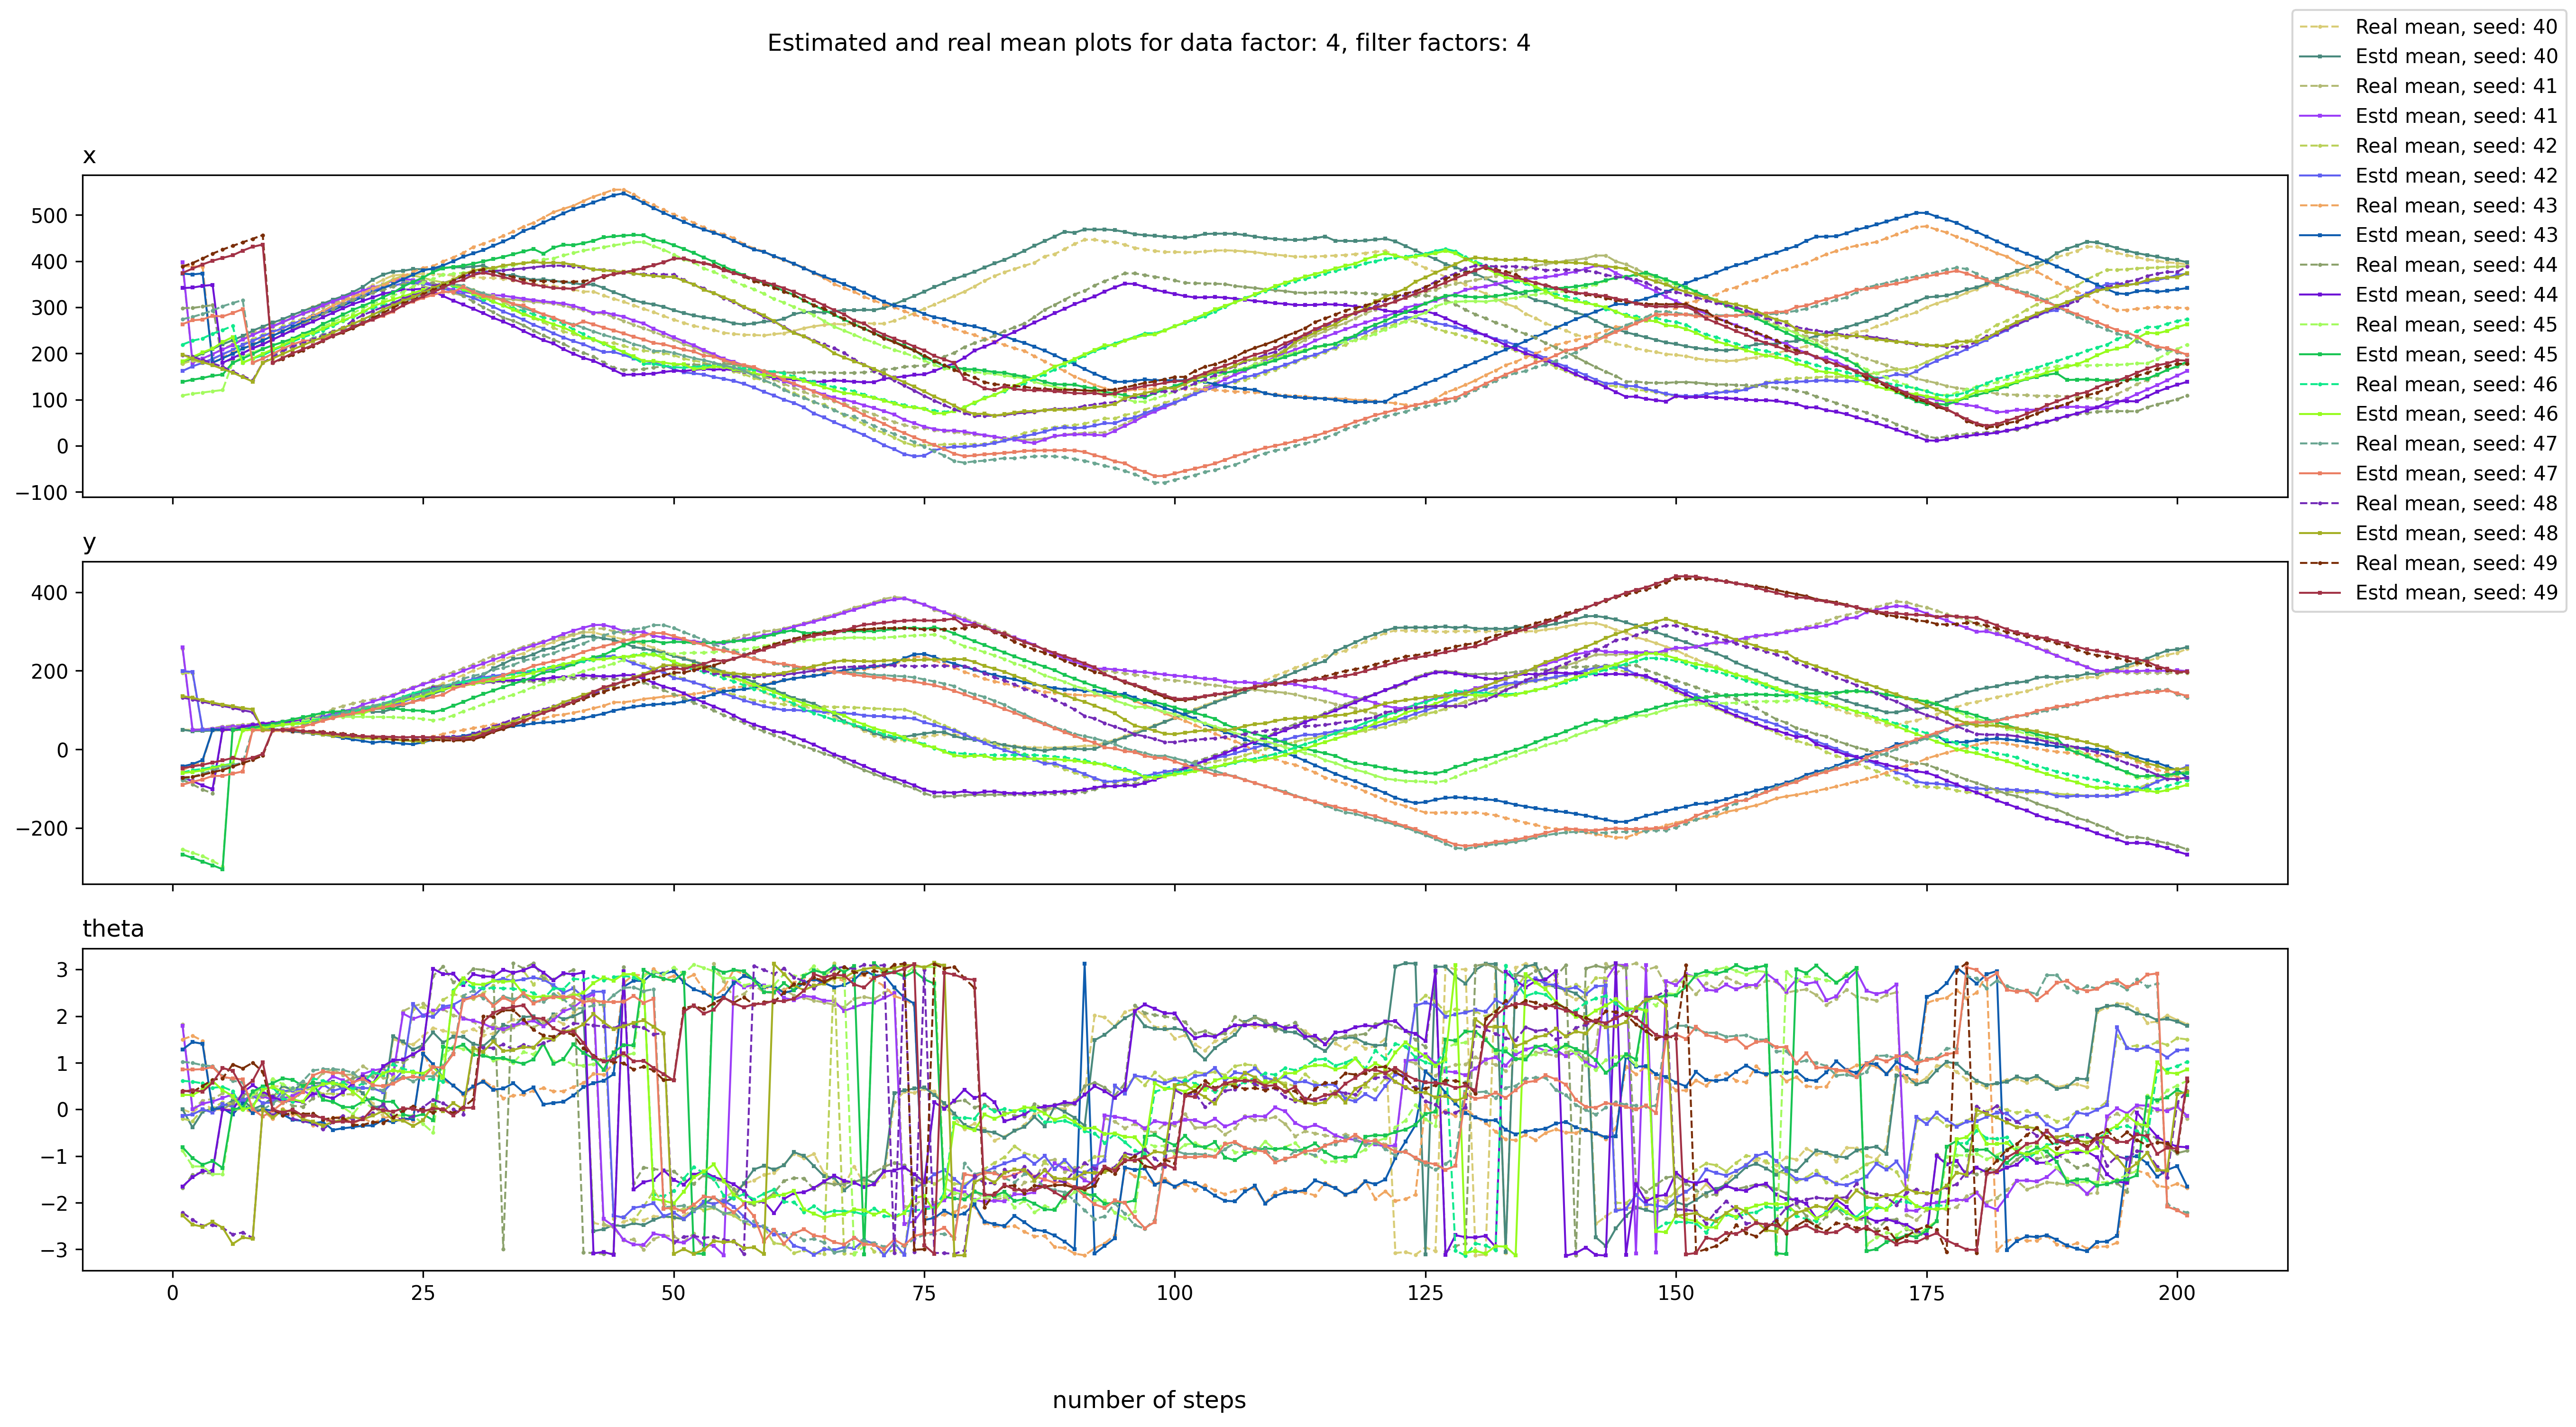 Estimated and real mean plots for data factor: 4, filter factors: 4
Real mean, seed: 40
Estd mean, seed: 40
Real mean, seed: 41
Estd mean, seed: 41
Real mean, seed: 42
Estd mean, seed: 42
Real mean, seed: 43
Estd mean, seed: 43
Real mean, seed: 44
Estd mean, seed: 44
Real mean, seed: 45
Estd mean, seed: 45
Real mean, seed: 46
Estd mean, seed: 46
Real mean, seed: 47
Estd mean, seed: 47
Real mean, seed: 48
Estd mean, seed: 48
Real mean, seed: 49
Estd mean, seed: 49
x
500
400
300
200
100
0
−100
y
400
200
0
−200
theta
3
2
1
0
−1
−2
−3
0 25 50 75 100 125 150 175 200
number of steps